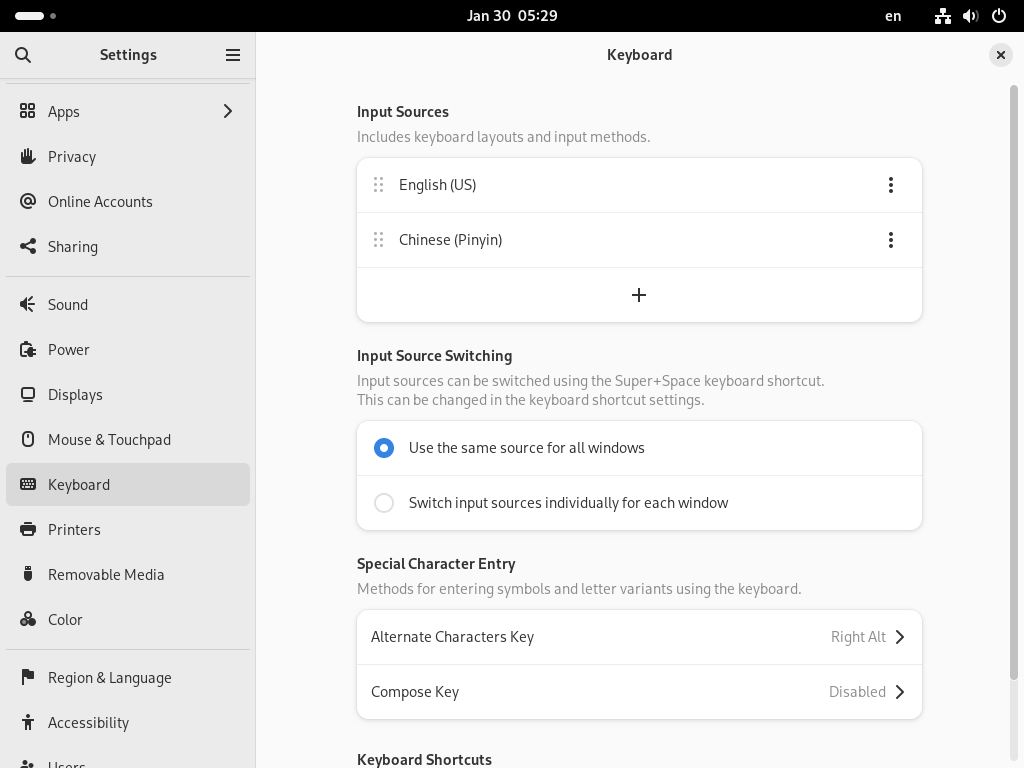 Jan 30  05:29
en
Settings
Keyboard
Apps
Privacy
Online Accounts
Sharing
Sound
Power
Displays
Mouse & Touchpad
Keyboard
Printers
Removable Media
Color
Region & Language
Accessibility
Users
Input Sources
Includes keyboard layouts and input methods.
English (US)
Chinese (Pinyin)
Input Source Switching
Input sources can be switched using the Super+Space keyboard shortcut.
This can be changed in the keyboard shortcut settings.
Use the same source for all windows
Switch input sources individually for each window
Special Character Entry
Methods for entering symbols and letter variants using the keyboard.
Alternate Characters Key
Right Alt
Compose Key
Disabled
Keyboard Shortcuts